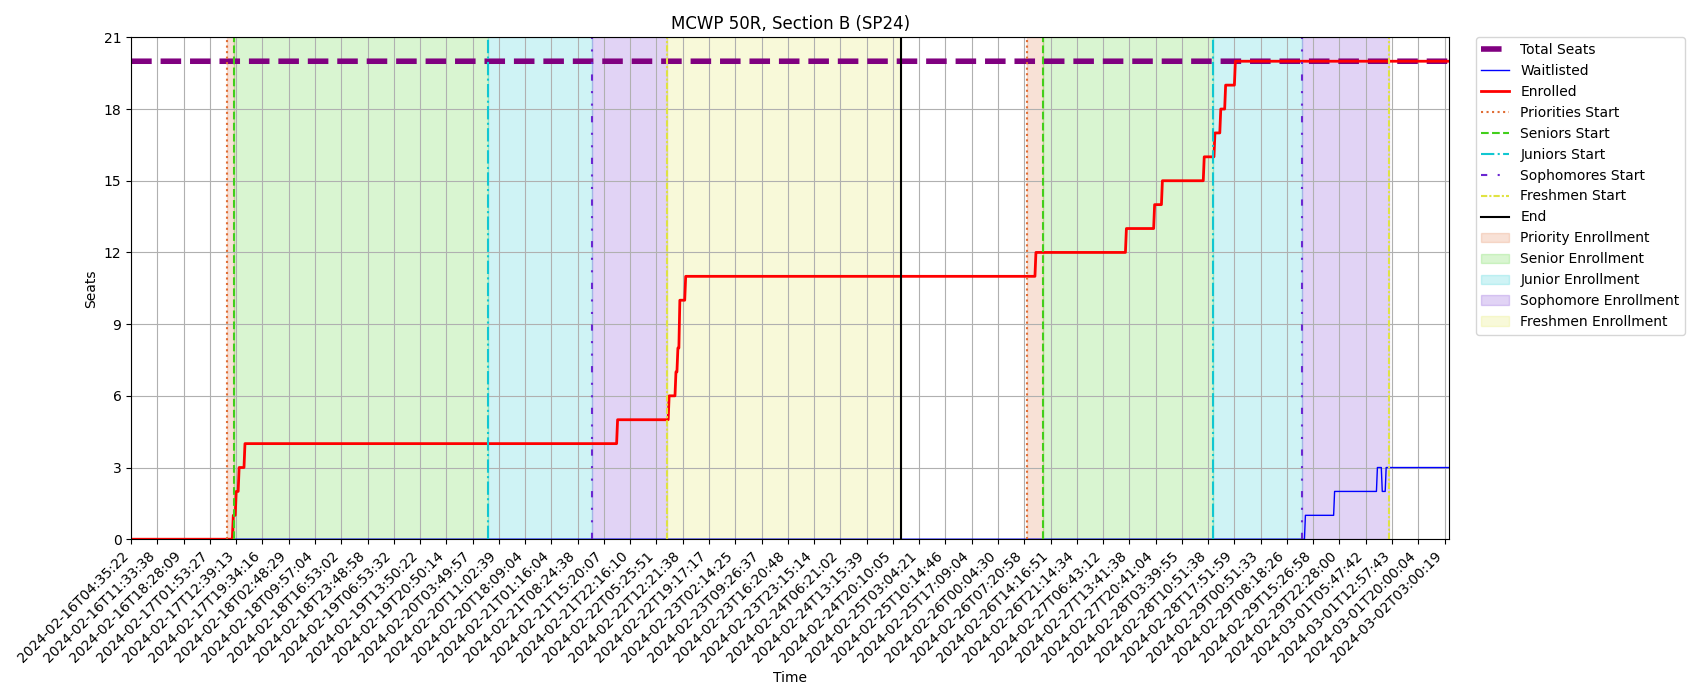 MCWP 50R, Section B (SP24)
Seats
21
18
15
12
9
6
3
0
2024-02-16T04:35:22
2024-02-16T11:33:38
2024-02-16T18:28:09
2024-02-17T01:53:27
2024-02-17T12:39:13
2024-02-17T19:34:16
2024-02-18T02:48:29
2024-02-18T09:57:04
2024-02-18T16:53:02
2024-02-18T23:48:58
2024-02-19T06:53:32
2024-02-19T13:50:22
2024-02-19T20:50:14
2024-02-20T03:49:57
2024-02-20T11:02:39
2024-02-20T18:09:04
2024-02-21T01:16:04
2024-02-21T08:24:38
2024-02-21T15:20:07
2024-02-21T22:16:10
2024-02-22T05:25:51
2024-02-22T12:21:38
2024-02-22T19:17:17
2024-02-23T02:14:25
2024-02-23T09:26:37
2024-02-23T16:20:48
2024-02-23T23:15:14
2024-02-24T06:21:02
2024-02-24T13:15:39
2024-02-24T20:10:05
2024-02-25T03:04:21
2024-02-25T10:14:46
2024-02-25T17:09:04
2024-02-26T00:04:30
2024-02-26T07:20:58
2024-02-26T14:16:51
2024-02-26T21:14:34
2024-02-27T06:43:12
2024-02-27T13:41:38
2024-02-27T20:41:04
2024-02-28T03:39:55
2024-02-28T10:51:38
2024-02-28T17:51:59
2024-02-29T00:51:33
2024-02-29T08:18:26
2024-02-29T15:26:58
2024-02-29T22:28:00
2024-03-01T05:47:42
2024-03-01T12:57:43
2024-03-01T20:00:04
2024-03-02T03:00:19
Time
Total Seats
Waitlisted
Enrolled
Priorities Start
Seniors Start
Juniors Start
Sophomores Start
Freshmen Start
End
Priority Enrollment
Senior Enrollment
Junior Enrollment
Sophomore Enrollment
Freshmen Enrollment